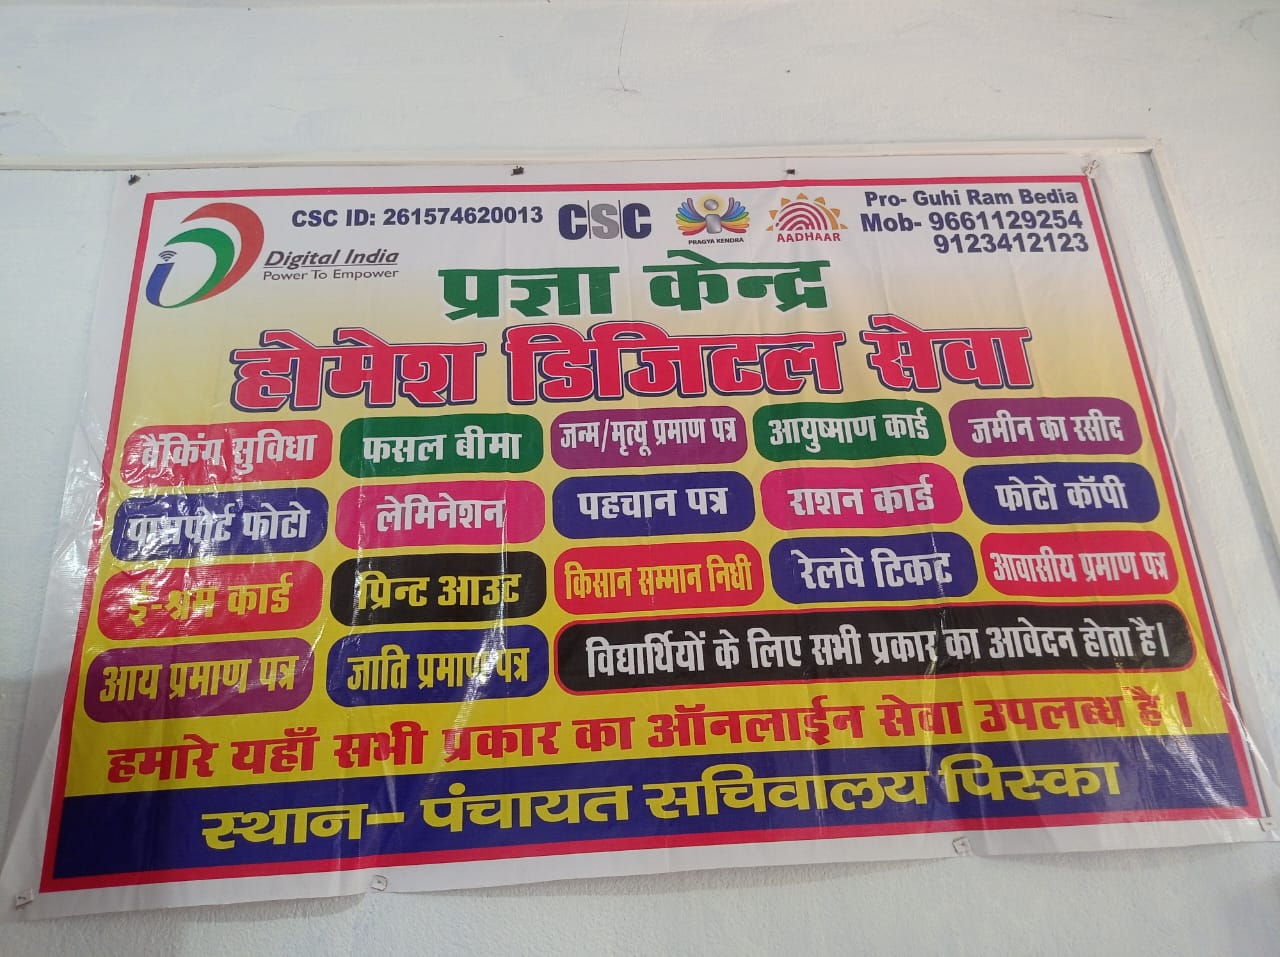 CSC ID: 261574620013
CSC
PRAGYA KENDRA
AADHAAR
Pro- Guhi Ram Bedia
Mob- 9661129254
9123412123
Digital India
Power To Empower
प्रज्ञा केन्द्र
होमेश डिजिटल सेवा
बैंकिंग सुविधा फसल बीमा जन्म/मृत्यू प्रमाण पत्र आयुष्माण कार्ड जमीन का रसीद
पासपोर्ट फोटो लेमिनेशन पहचान पत्र राशन कार्ड फोटो कॉपी
ई-श्रम कार्ड प्रिन्ट आउट किसान सम्मान निधी रेलवे टिकट आवासीय प्रमाण पत्र
आय प्रमाण पत्र जाति प्रमाण पत्र विद्यार्थियों के लिए सभी प्रकार का आवेदन होता है।
हमारे यहाँ सभी प्रकार का ऑनलाईन सेवा उपलब्ध है ।
स्थान– पंचायत सचिवालय पिस्का